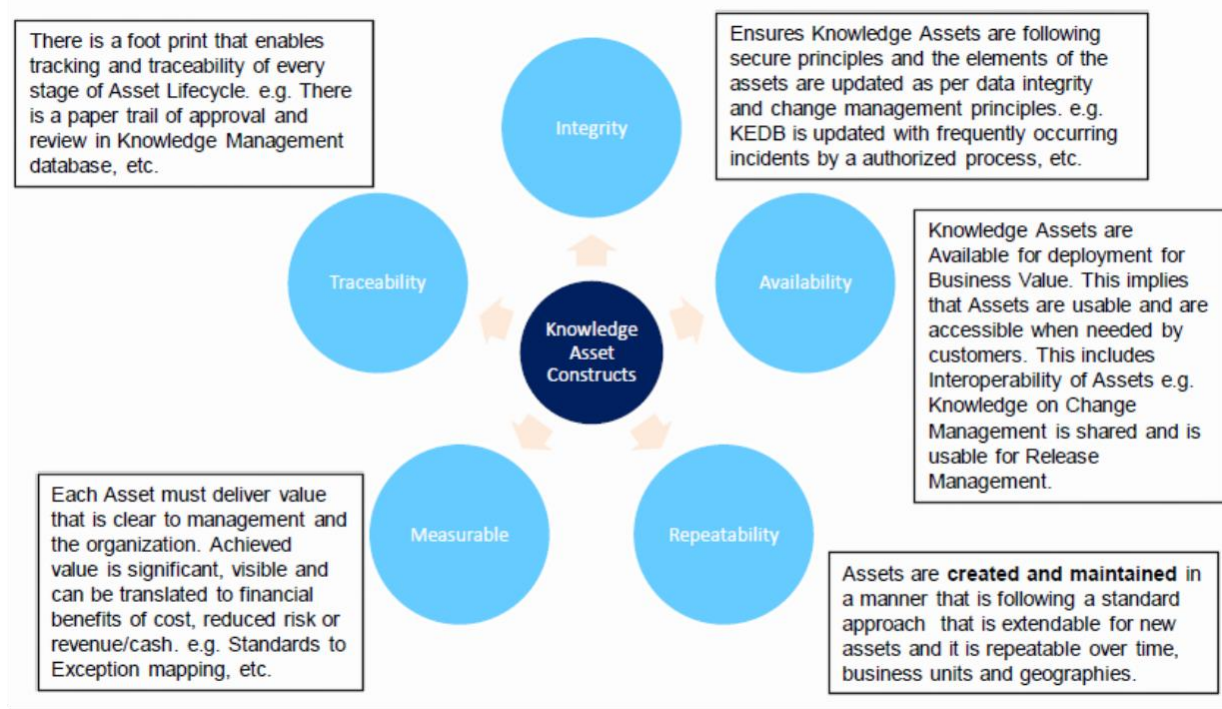 There is a foot print that enables
tracking and traceability of every
stage of Asset Lifecycle. e.g. There
is a paper trail of approval and
review in Knowledge Management
database, etc.
Integrity
Ensures Knowledge Assets are following
secure principles and the elements of the
assets are updated as per data integrity
and change management principles. e.g.
KEDB is updated with frequently occurring
incidents by a authorized process, etc.
Traceability
Knowledge
Asset
Constructs
Availability
Knowledge Assets are
Available for deployment for
Business Value. This implies
that Assets are usable and are
accessible when needed by
customers. This includes
Interoperability of Assets e.g.
Knowledge on Change
Management is shared and is
usable for Release
Management.
Each Asset must deliver value
that is clear to management and
the organization. Achieved
value is significant, visible and
can be translated to financial
benefits of cost, reduced risk or
revenue/cash. e.g. Standards to
Exception mapping, etc.
Measurable
Repeatability
Assets are created and maintained in
a manner that is following a standard
approach that is extendable for new
assets and it is repeatable over time,
business units and geographies.